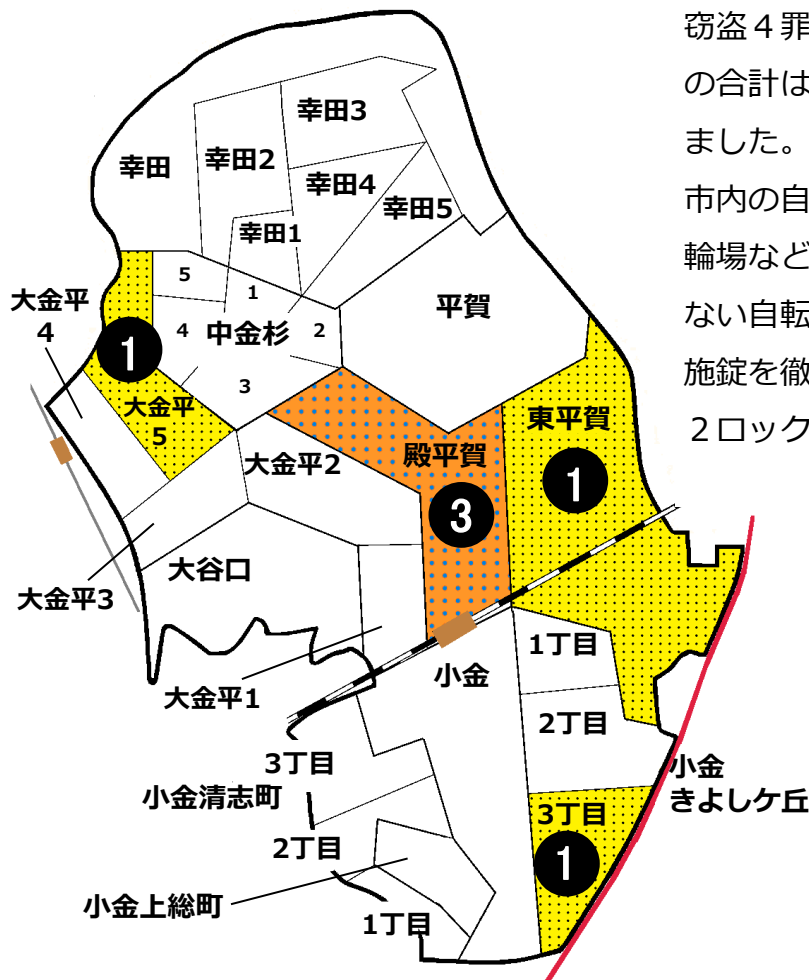 窃盗４罪
の合計は
ました。
市内の自
輪場など
ない自転
施錠を徹
２ロック
幸田3
幸田2
幸田
幸田4
幸田5
幸田1
5
1
大金平
4
平賀
4
中金杉
2
1
3
大金平
5
東平賀
殿平賀
大金平2
1
3
大谷口
大金平3
1丁目
小金
大金平1
2丁目
3丁目
小金清志町
小金
きよしケ丘
3丁目
2丁目
1
小金上総町
1丁目